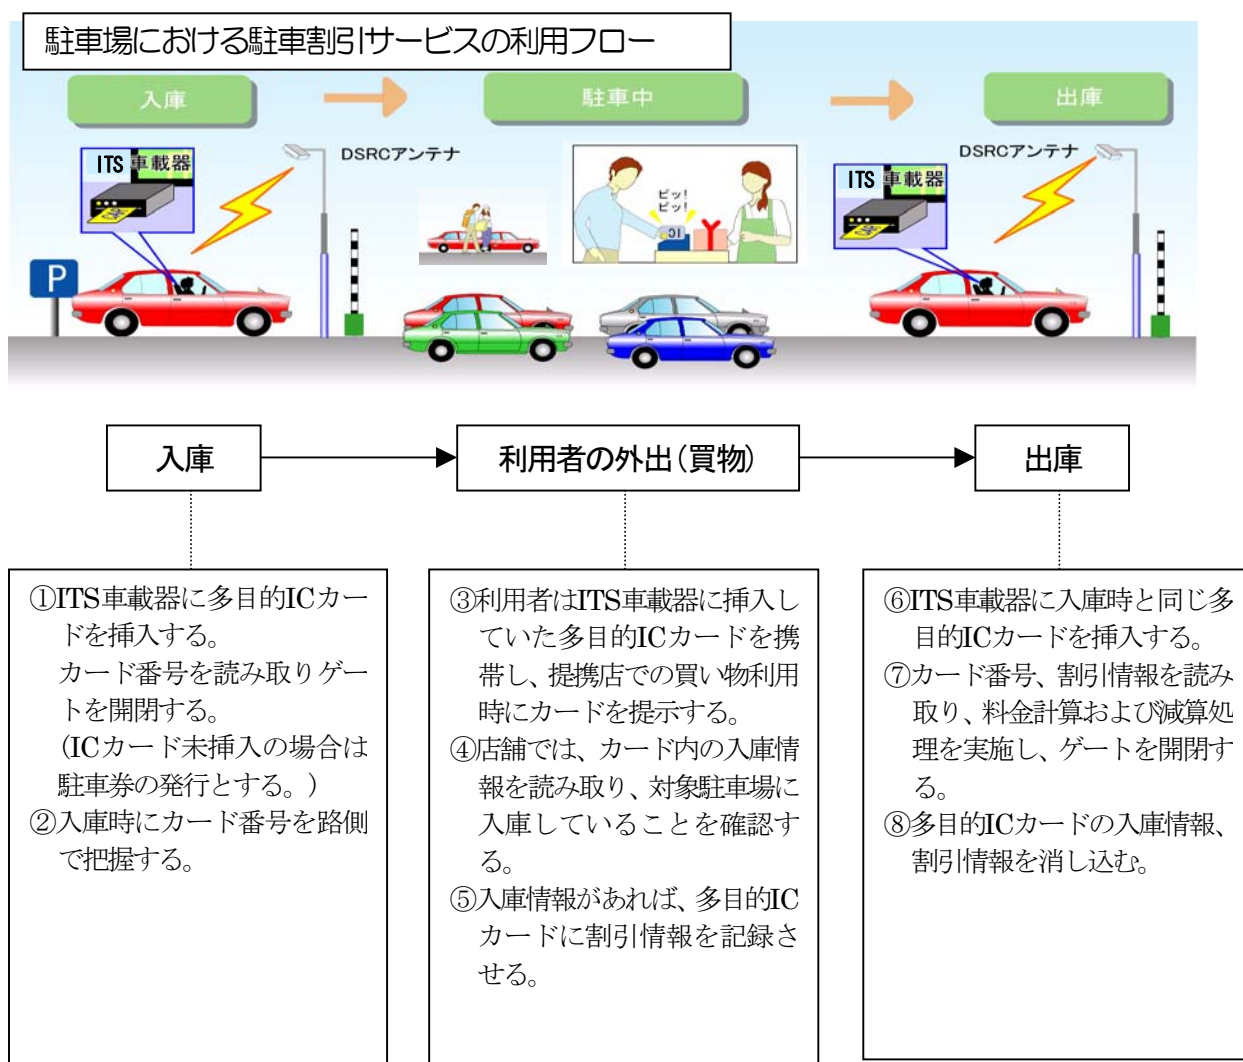 駐車場における駐車割引サービスの利用フロー
入庫
駐車中
出庫
ITS 車載器
DSRCアンテナ
ピッ!
ピッ!
IC
DSRCアンテナ
ITS 車載器
P
入庫
利用者の外出(買物)
出庫
①ITS車載器に多目的ICカー
ドを挿入する。
カード番号を読み取りゲー
トを開閉する。
(ICカード未挿入の場合は
駐車券の発行とする。)
②入庫時にカード番号を路側
で把握する。
③利用者はITS車載器に挿入し
ていた多目的ICカードを携
帯し、提携店での買い物利用
時にカードを提示する。
④店舗では、カード内の入庫情
報を読み取り、対象駐車場に
入庫していることを確認す
る。
⑤入庫情報があれば、多目的IC
カードに割引情報を記録さ
せる。
⑥ITS車載器に入庫時と同じ多
目的ICカードを挿入する。
⑦カード番号、割引情報を読み
取り、料金計算および減算処
理を実施し、ゲートを開閉す
る。
⑧多目的ICカードの入庫情報、
割引情報を消し込む。